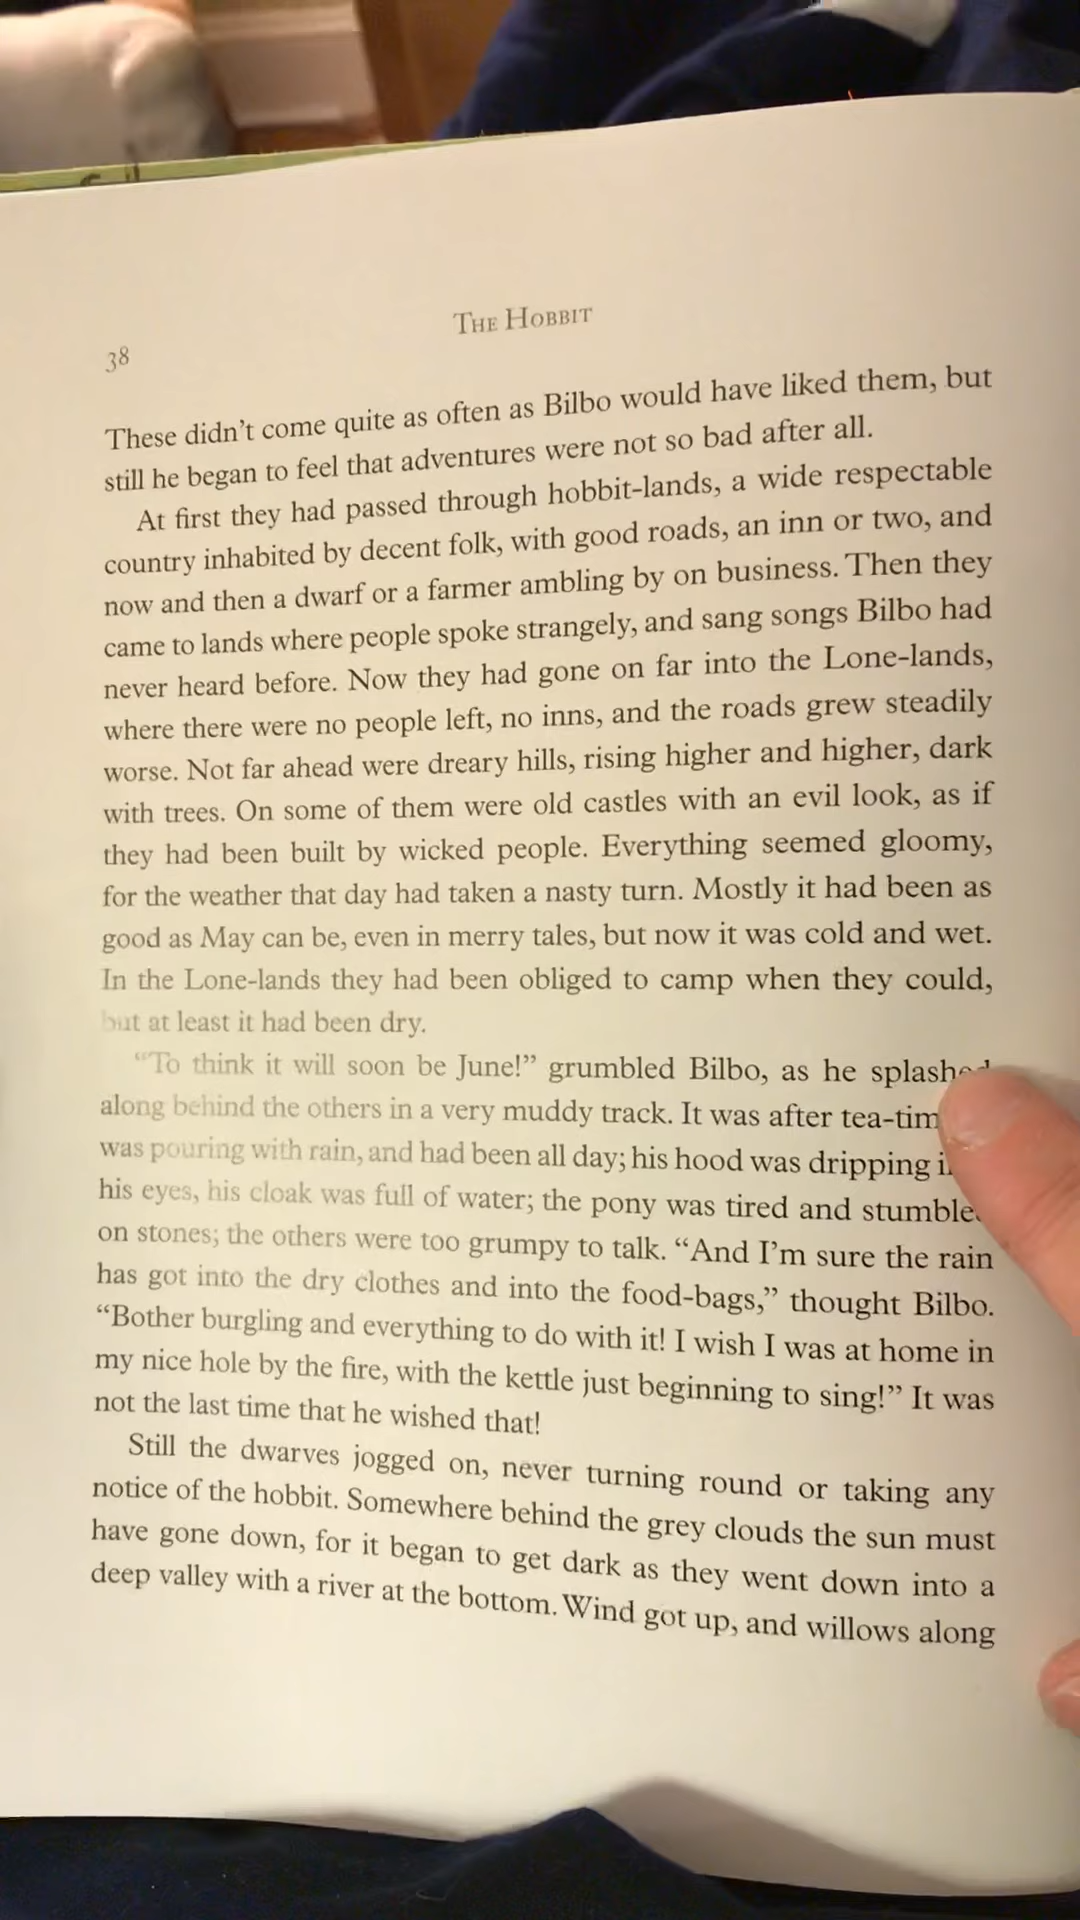 The Hobbit
38
These didn't come quite as often as Bilbo would have liked them, but
still he began to feel that adventures were not so bad after all.
At first they had passed through hobbit-lands, a wide respectable
country inhabited by decent folk, with good roads, an inn or two, and
now and then a dwarf or a farmer ambling by on business. Then they
came to lands where people spoke strangely, and sang songs Bilbo had
never heard before. Now they had gone on far into the Lone-lands,
where there were no people left, no inns, and the roads grew steadily
worse. Not far ahead were dreary hills, rising higher and higher, dark
with trees. On some of them were old castles with an evil look, as if
they had been built by wicked people. Everything seemed gloomy,
for the weather that day had taken a nasty turn. Mostly it had been as
good as May can be, even in merry tales, but now it was cold and wet.
In the Lone-lands they had been obliged to camp when they could,
but at least it had been dry.
“To think it will soon be June!” grumbled Bilbo, as he splashed
along behind the others in a very muddy track. It was after
was pouring with rain, and had been all day; his hood was dripping
his eyes, his cloak was full of water; the pony was tired and
on stones; the others were too grumpy to talk. “And I'm sure the rain
has got into the dry clothes and into the food-bags,” thought Bilbo.
“Bother burgling and everything to do with it! I wish I was at home in
my nice hole by the fire, with the kettle just beginning to sing!” It was
not the last time that he wished that!
Still the dwarves jogged on, never turning round or taking any
notice of the hobbit. Somewhere behind the grey clouds the sun must
have gone down, for it began to get dark as they went down into a
deep valley with a river at the bottom. Wind got up, and willows along